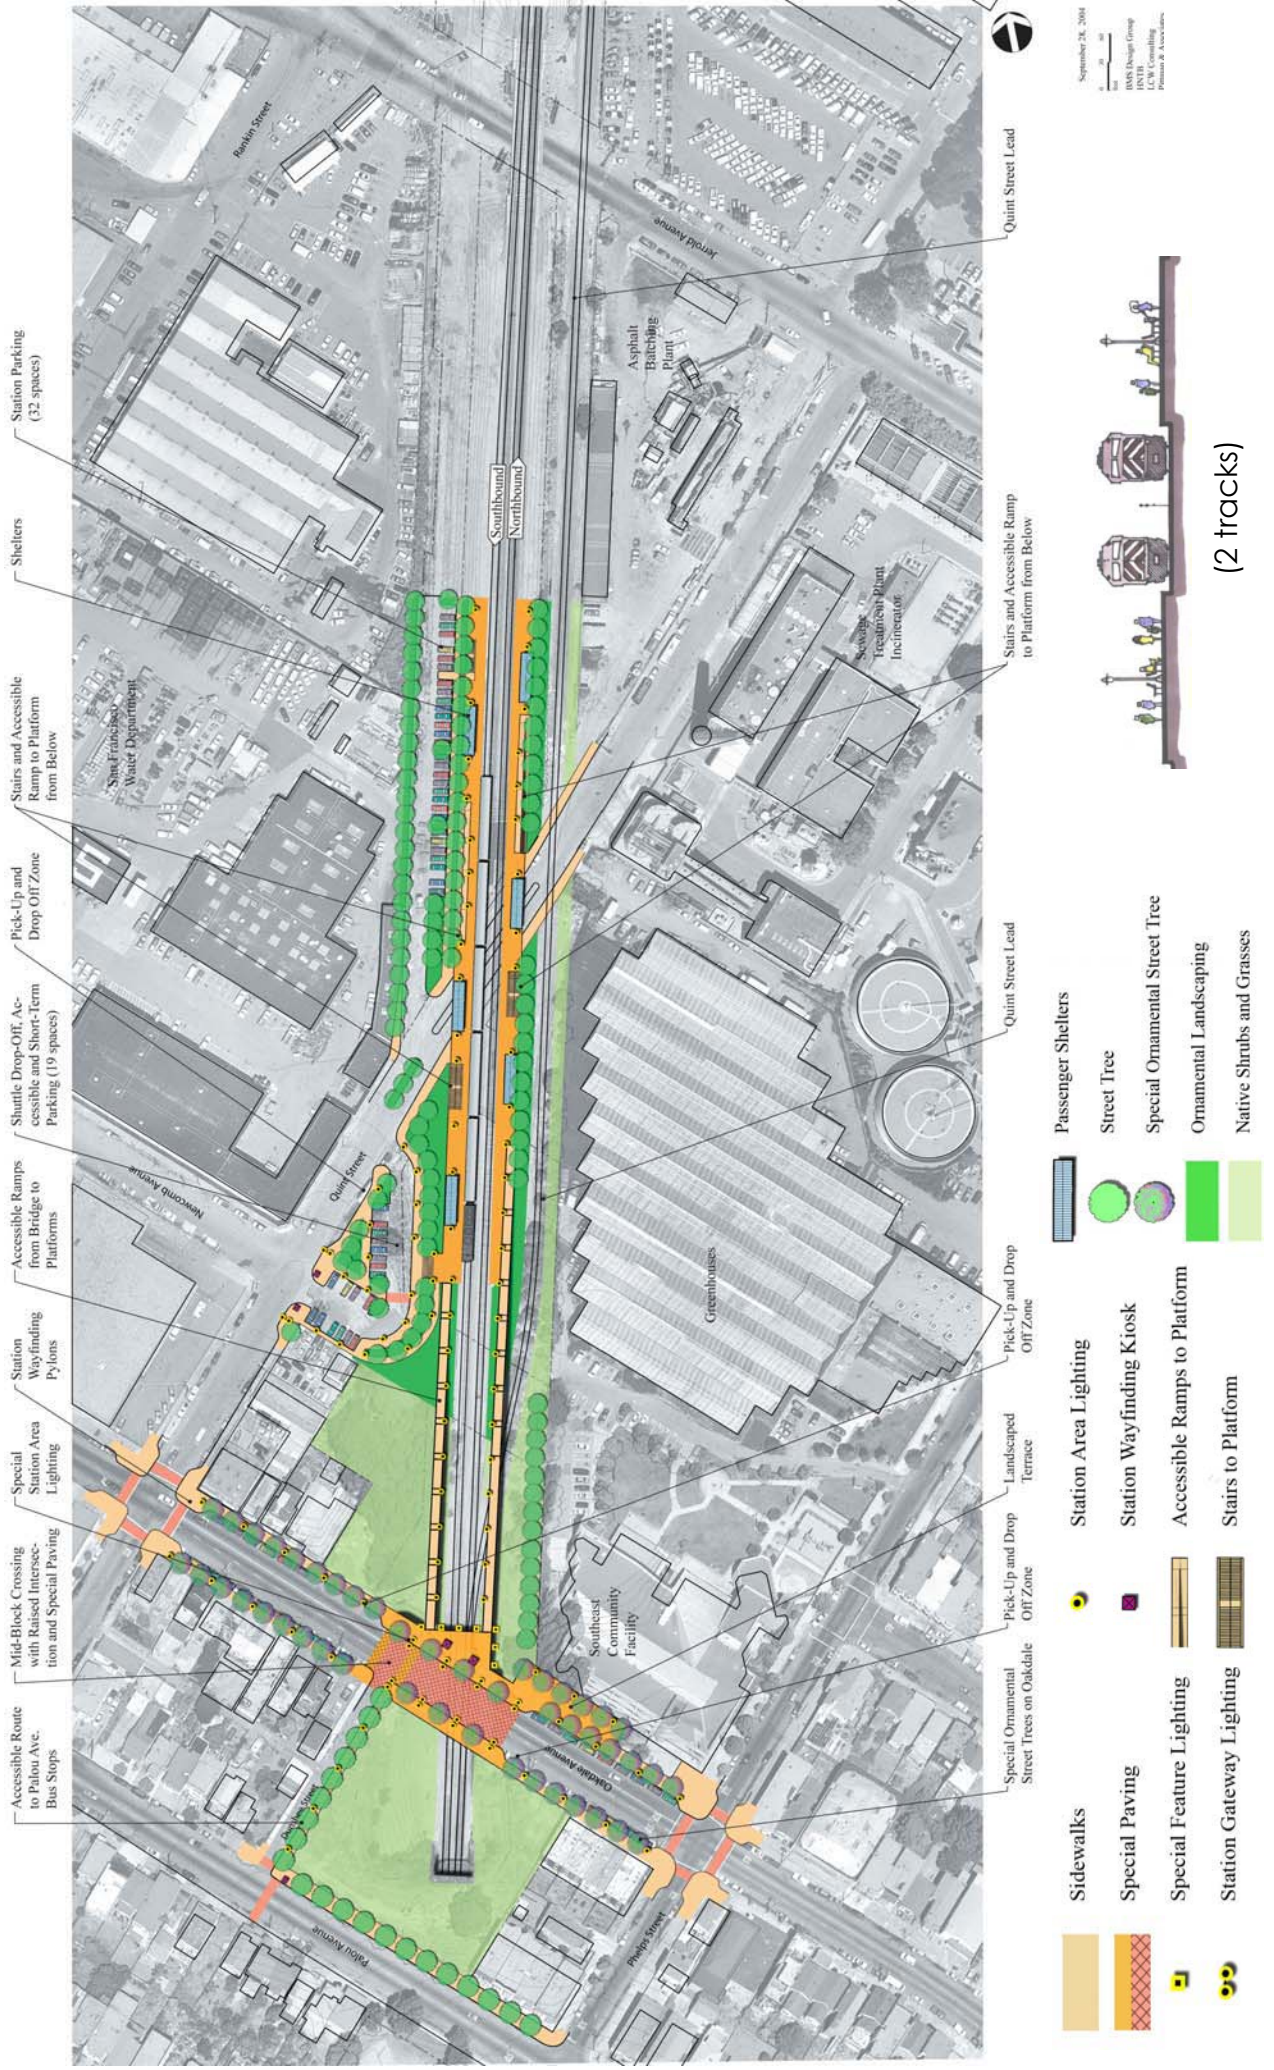 Accessible Route
to Palou Ave.
Bus Stops
Mid-Block Crossing
with Raised Intersec-
tion and Special Paving
Special
Station Area
Lighting
Station
Wayfinding
Pylons
Accessible Ramps
from Bridge to
Platforms
Shuttle Drop-Off, Ac-
cessible and Short-Term
Parking (19 spaces)
Pick-Up and
Drop Off Zone
Stairs and Accessible
Ramp to Platform
from Below
Shelters
Station Parking
(32 spaces)
Rankin Street
San Francisco
Water Department
Newcomb Avenue
Quint Street
Southbound
Northbound
Jerrold Avenue
Asphalt
Batching
Plant
Sewage
Treatment Plant
Incinerator
Greenhouses
Southeast
Community
Facility
Oakdale Avenue
Palou Avenue
Phelps Street
Street
Special Ornamental
Street Trees on Oakdale
Pick-Up and Drop
Off Zone
Landscaped
Terrace
Pick-Up and Drop
Off Zone
Quint Street Lead
Stairs and Accessible Ramp
to Platform from Below
Quint Street Lead
September 28, 2004
0 30 60
feet
BMS Design Group
HNTB
LCW Consulting
Sidewalks
Special Paving
Special Feature Lighting
Station Gateway Lighting
Station Area Lighting
Station Wayfinding Kiosk
Accessible Ramps to Platform
Stairs to Platform
Passenger Shelters
Street Tree
Special Ornamental Street Tree
Ornamental Landscaping
Native Shrubs and Grasses
(2 tracks)